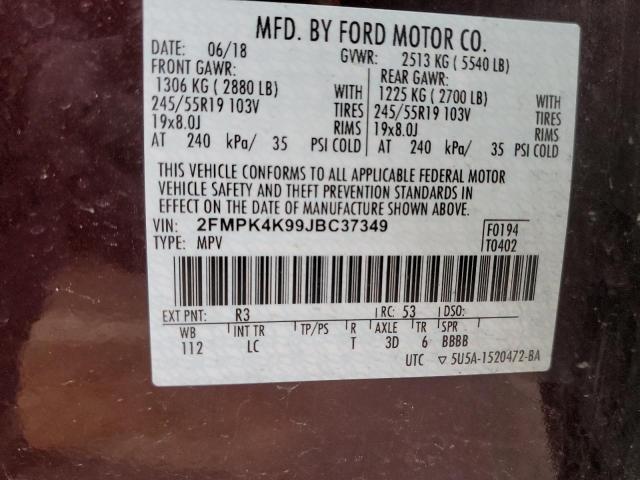 MFD. BY FORD MOTOR CO.
DATE: 06/18 GVWR: 2513 KG ( 5540 LB)
FRONT GAWR: REAR GAWR:
1306 KG ( 2880 LB) WITH 1225 KG ( 2700 LB) WITH
245/55R19 103V TIRES 245/55R19 103V TIRES
19x8.0J RIMS 19x8.0J RIMS
AT 240 kPa/ 35 PSI COLD AT 240 kPa/ 35 PSI COLD
THIS VEHICLE CONFORMS TO ALL APPLICABLE FEDERAL MOTOR
VEHICLE SAFETY AND THEFT PREVENTION STANDARDS IN
EFFECT ON THE DATE OF MANUFACTURE SHOWN ABOVE.
VIN: 2FMPK4K99JBC37349 F0194
TYPE: MPV T0402
EXT PNT: R3 RC: 53 DSO:
WB INT TR TP/PS R AXLE TR SPR
112 LC T 3D 6 BBBB
UTC ▽ 5U5A-1520472-BA